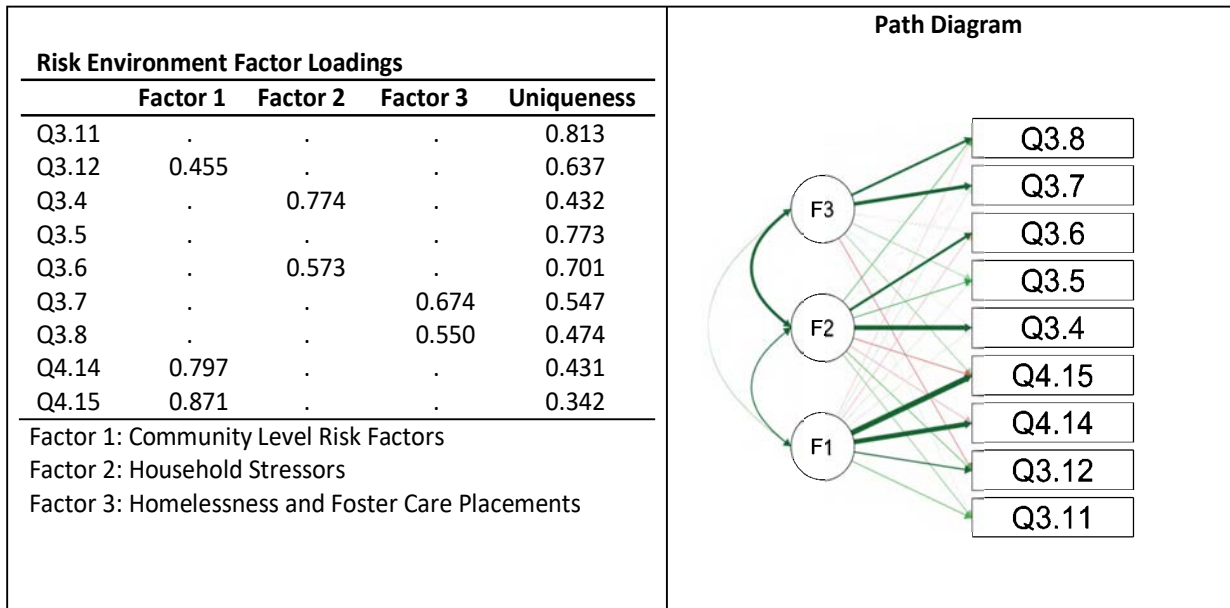 Risk Environment Factor Loadings
Factor 1 Factor 2 Factor 3 Uniqueness
Q3.11 . . . 0.813
Q3.12 0.455 . . 0.637
Q3.4 . 0.774 . 0.432
Q3.5 . . . 0.773
Q3.6 . 0.573 . 0.701
Q3.7 . . 0.674 0.547
Q3.8 . . 0.550 0.474
Q4.14 0.797 . . 0.431
Q4.15 0.871 . . 0.342
Factor 1: Community Level Risk Factors
Factor 2: Household Stressors
Factor 3: Homelessness and Foster Care Placements
Path Diagram
F3
F2
F1
Q3.8
Q3.7
Q3.6
Q3.5
Q3.4
Q4.15
Q4.14
Q3.12
Q3.11